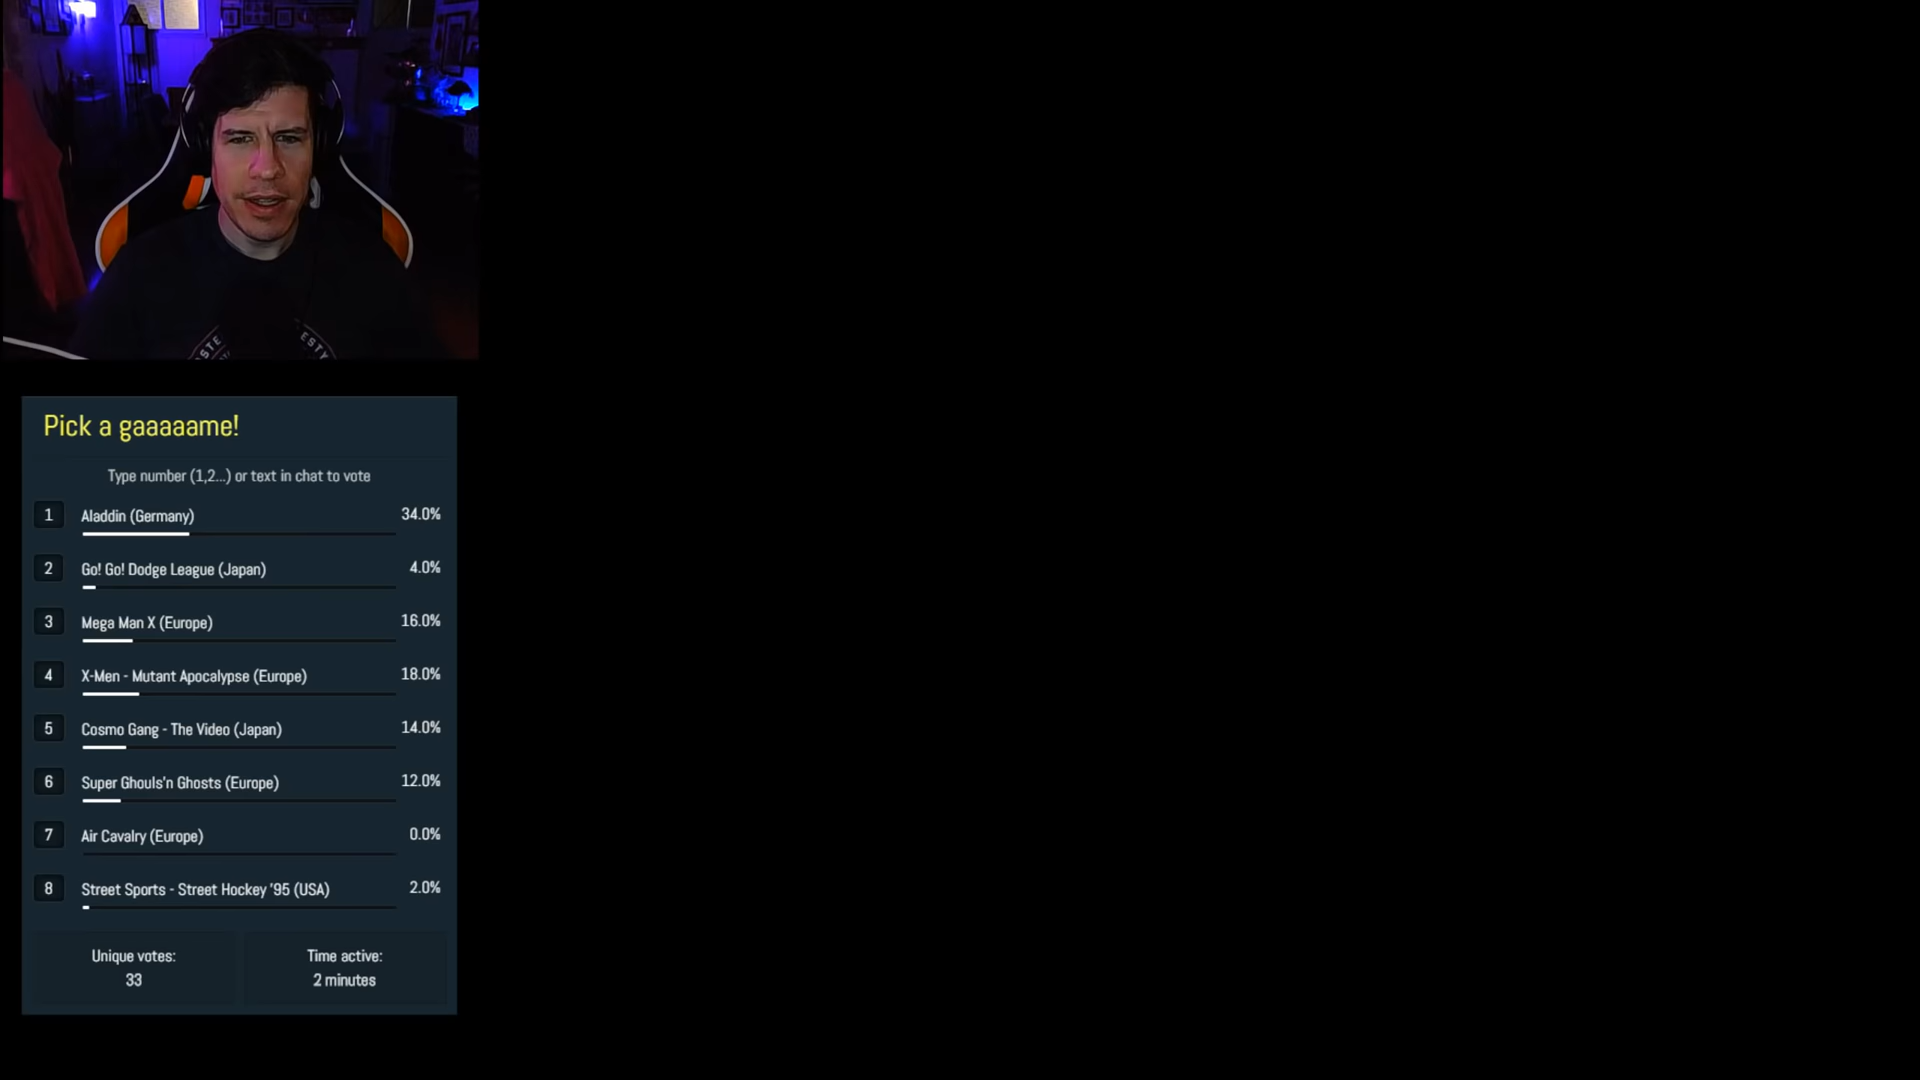 OSTE
ESTY
Pick a gaaaaame!
Type number (1,2...) or text in chat to vote
1 Aladdin (Germany) 34.0%
2 Go! Go! Dodge League (Japan) 4.0%
3 Mega Man X (Europe) 16.0%
4 X-Men - Mutant Apocalypse (Europe) 18.0%
5 Cosmo Gang - The Video (Japan) 14.0%
6 Super Ghouls'n Ghosts (Europe) 12.0%
7 Air Cavalry (Europe) 0.0%
8 Street Sports - Street Hockey '95 (USA) 2.0%
Unique votes: Time active:
33 2 minutes